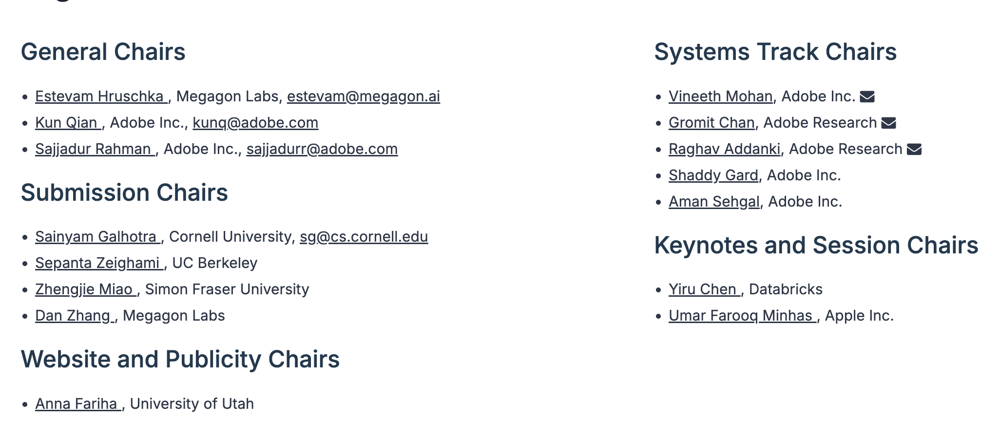 General Chairs
Estevam Hruschka , Megagon Labs, estevam@megagon.ai
Kun Qian , Adobe Inc., kunq@adobe.com
Sajjadur Rahman , Adobe Inc., sajjadurr@adobe.com
Submission Chairs
Sainyam Galhotra , Cornell University, sg@cs.cornell.edu
Sepanta Zeighami , UC Berkeley
Zhengjie Miao , Simon Fraser University
Dan Zhang , Megagon Labs
Website and Publicity Chairs
Anna Fariha , University of Utah
Systems Track Chairs
Vineeth Mohan, Adobe Inc.
Gromit Chan, Adobe Research
Raghav Addanki, Adobe Research
Shaddy Gard, Adobe Inc.
Aman Sehgal, Adobe Inc.
Keynotes and Session Chairs
Yiru Chen , Databricks
Umar Farooq Minhas , Apple Inc.